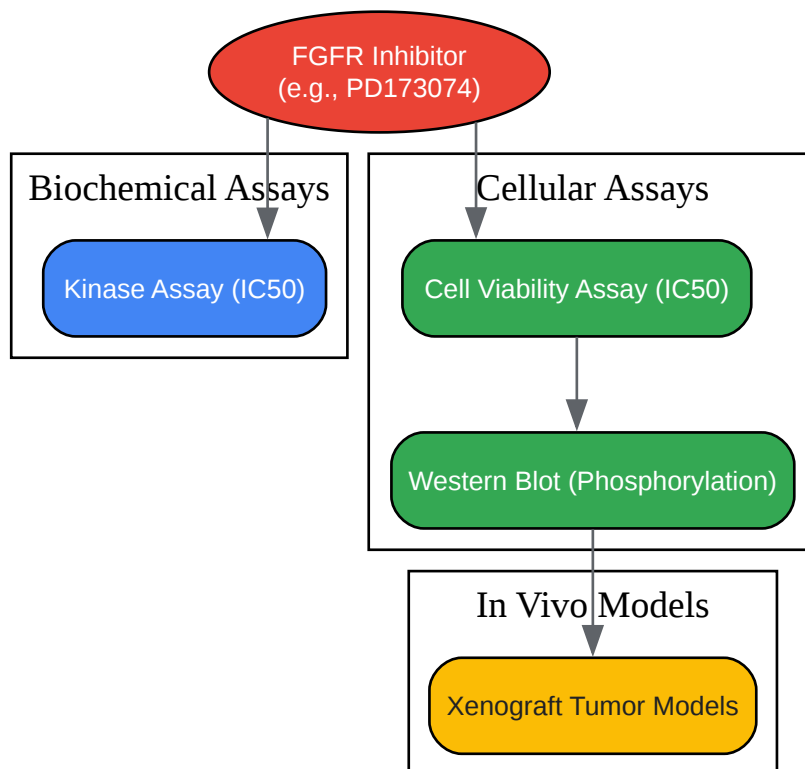 FGFR Inhibitor
(e.g., PD173074)
Biochemical Assays
Cellular Assays
Kinase Assay (IC50)
Cell Viability Assay (IC50)
Western Blot (Phosphorylation)
In Vivo Models
Xenograft Tumor Models